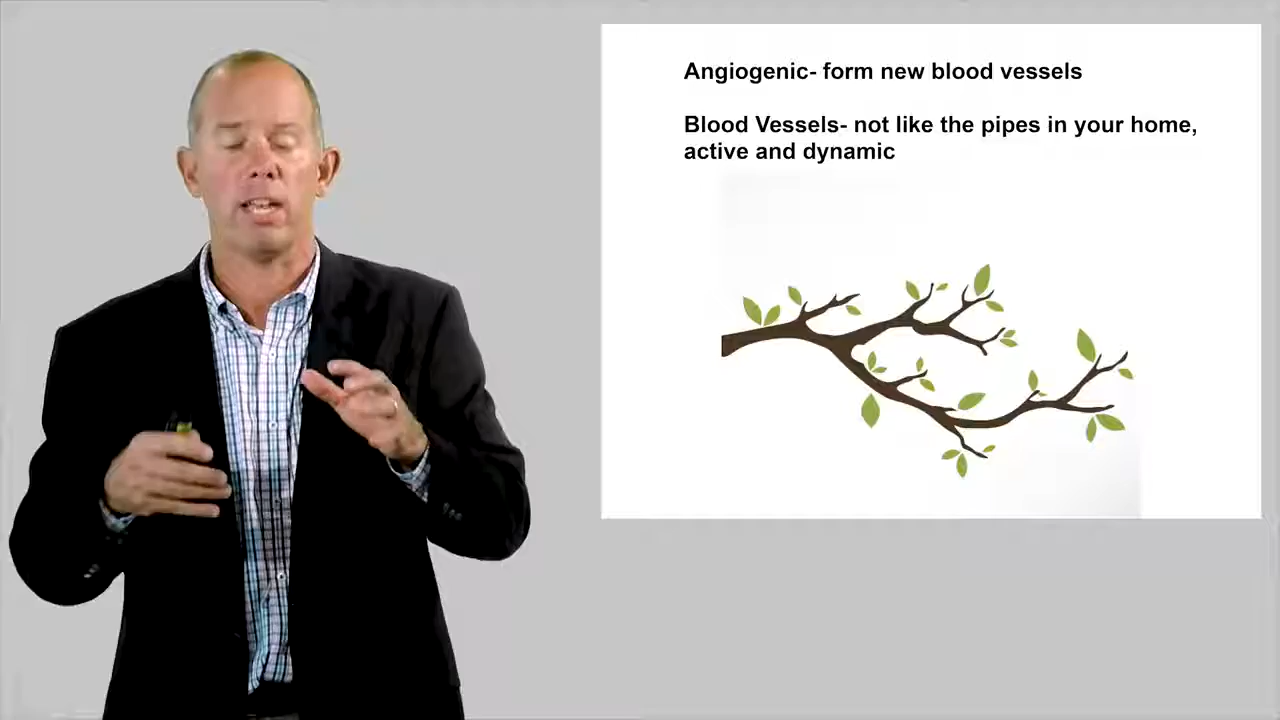 Angiogenic- form new blood vessels
Blood Vessels- not like the pipes in your home,
active and dynamic